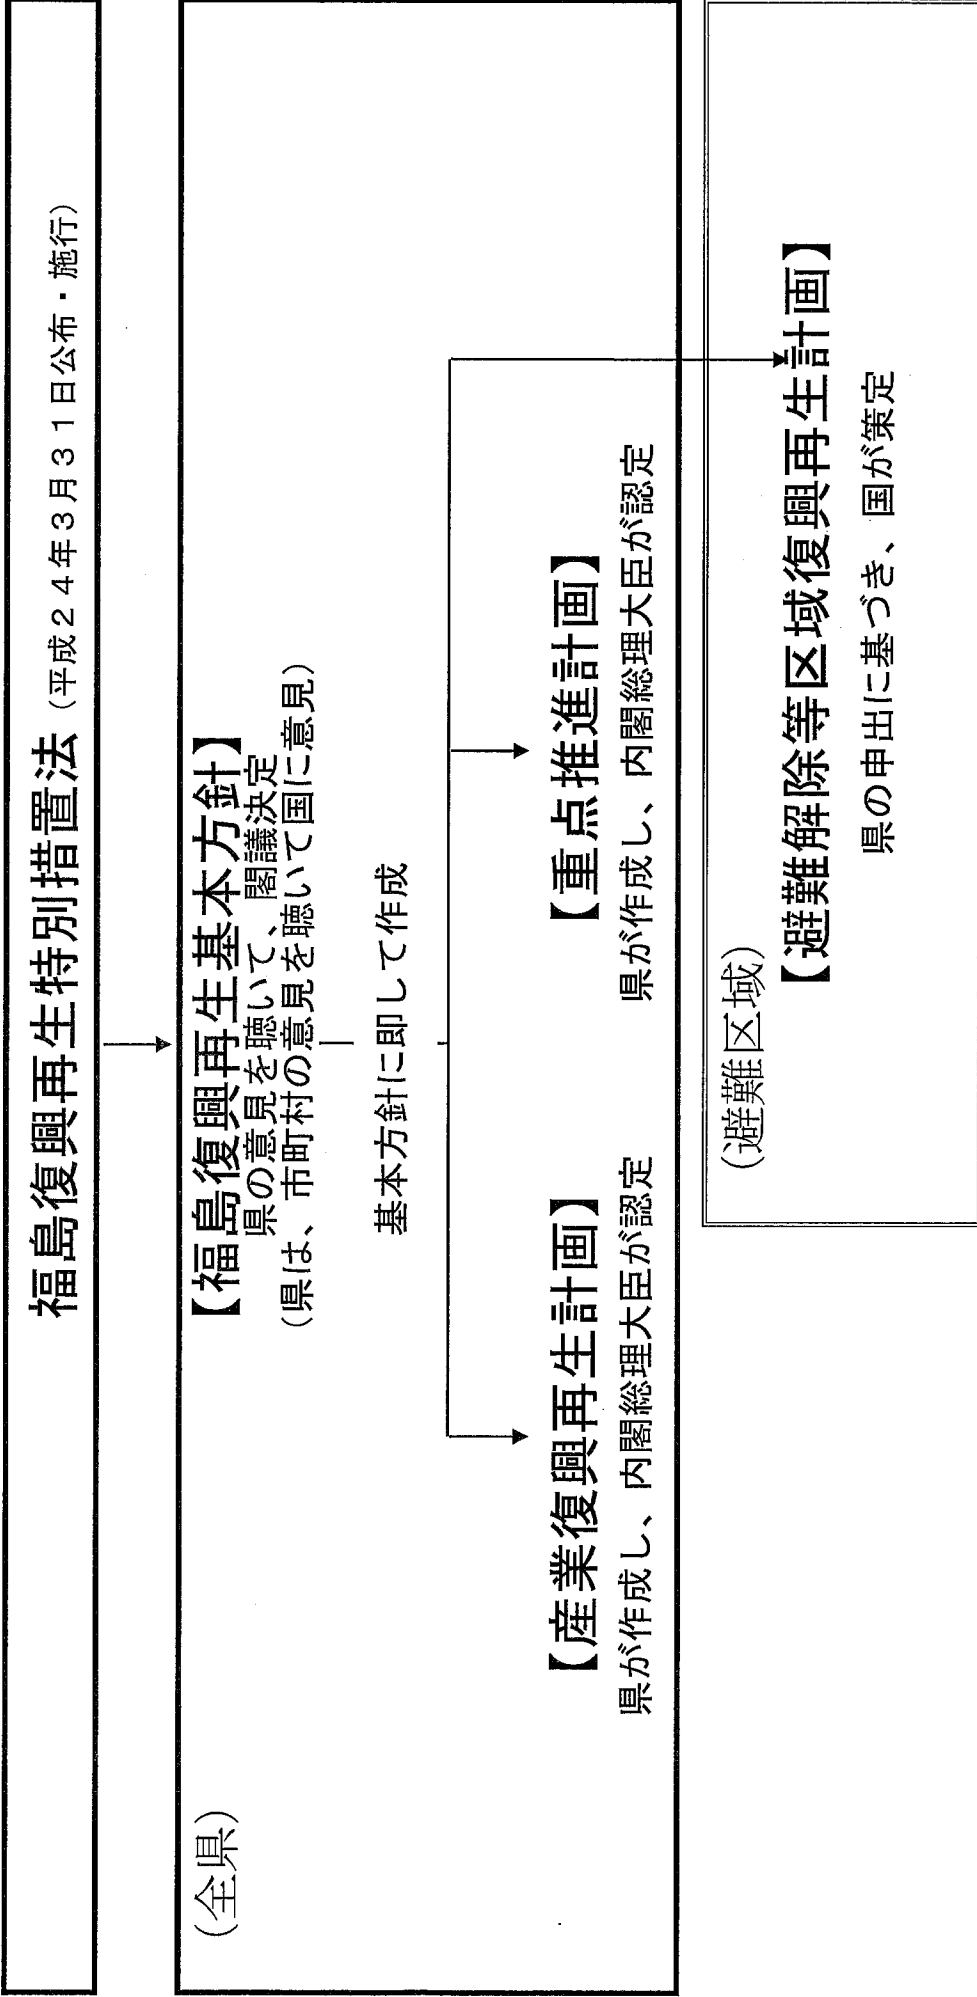 福島復興再生特別措置法（平成２４年３月３１日公布・施行）
（全県）
【福島復興再生基本方針】
県の意見を聴いて、閣議決定
（県は、市町村の意見を聴いて国に意見）
基本方針に即して作成
【産業復興再生計画】
県が作成し、内閣総理大臣が認定
【重点推進計画】
県が作成し、内閣総理大臣が認定
（避難区域）
【避難解除等区域復興再生計画】
県の申出に基づき、国が策定